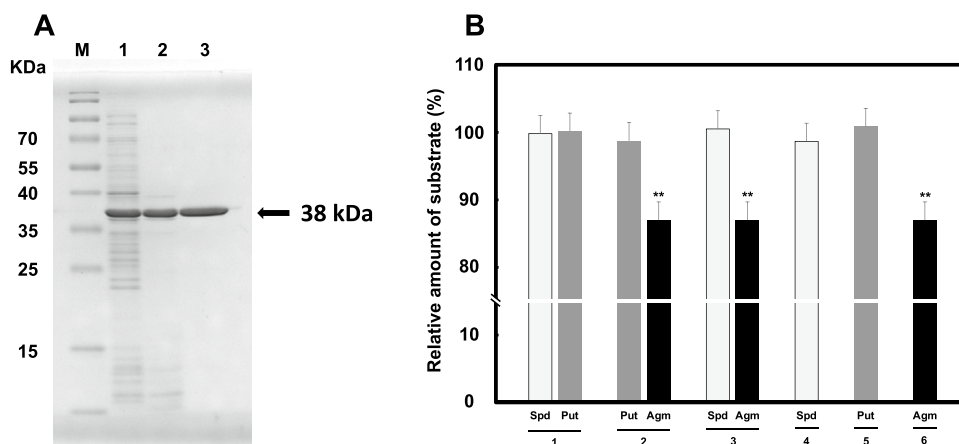 A
M 1 2 3
KDa
70
55
40
35
25
15
38 kDa
B
Relative amount of substrate (%)
110
100
90
80
10
0
** ** **
Spd Put Put Agm Spd Agm Spd Put Agm
1 2 3 4 5 6